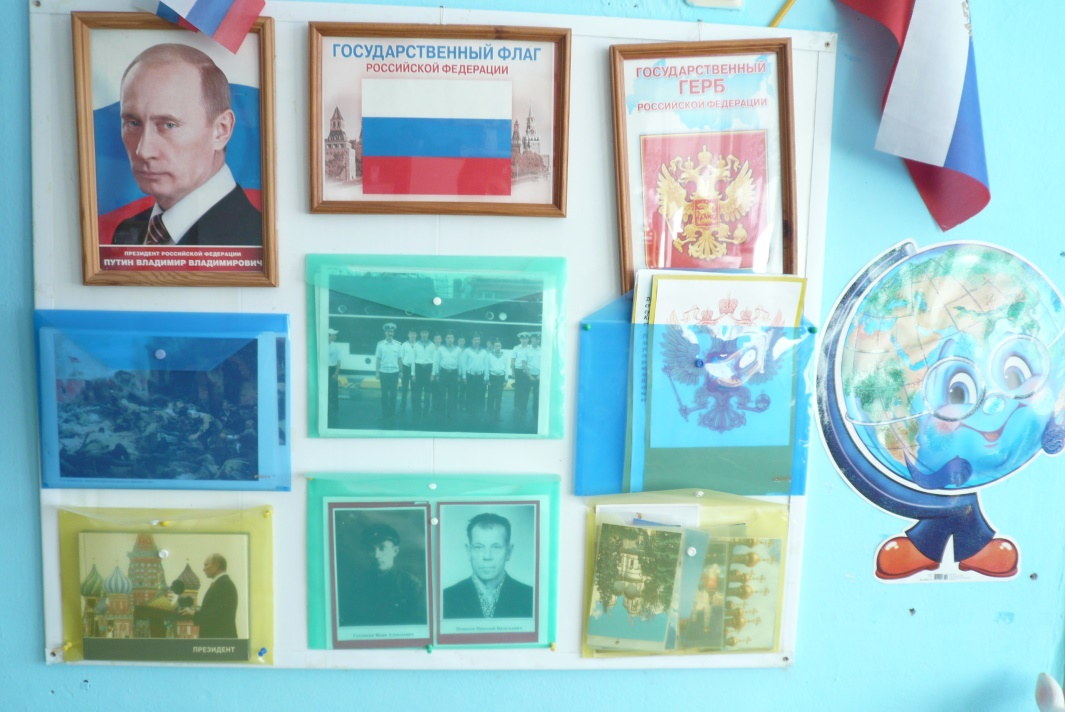 ПРЕЗИДЕНТ РОССИЙСКОЙ ФЕДЕРАЦИИ
ПУТИН ВЛАДИМИР ВЛАДИМИРОВИЧ
ГОСУДАРСТВЕННЫЙ ФЛАГ
РОССИЙСКОЙ ФЕДЕРАЦИИ
ГОСУДАРСТВЕННЫЙ
ГЕРБ
РОССИЙСКОЙ ФЕДЕРАЦИИ
ПРЕЗИДЕНТ